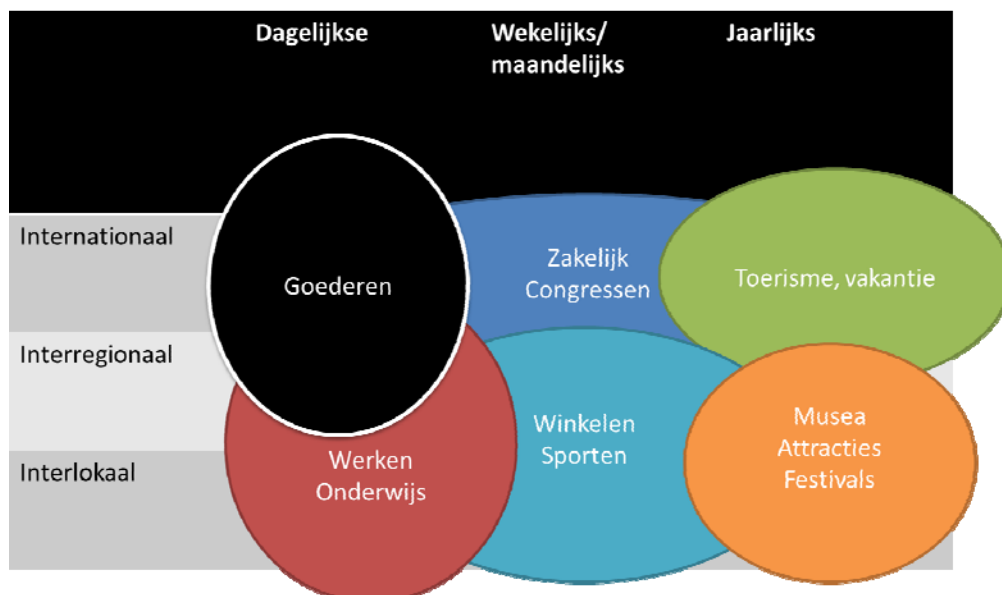 Dagelijkse
Wekelijks/
maandelijks
Jaarlijks
Internationaal
Goederen
Zakelijk
Congressen
Toerisme, vakantie
Interregionaal
Winkelen
Sporten
Musea
Attracties
Festivals
Interlokaal
Werken
Onderwijs